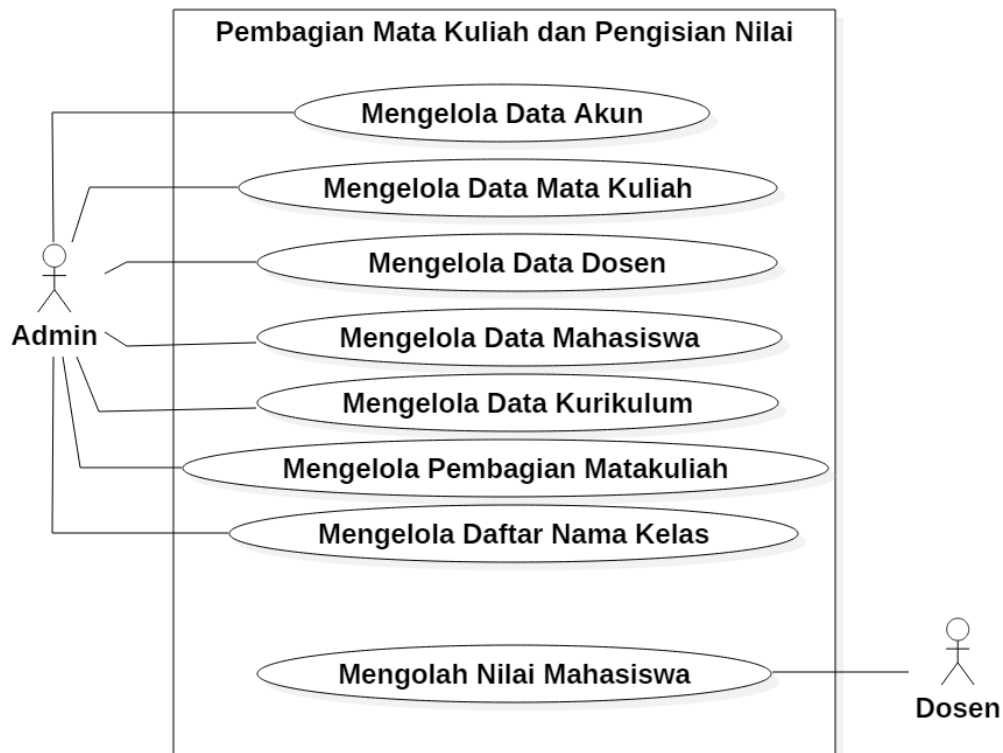 Pembagian Mata Kuliah dan Pengisian Nilai
Mengelola Data Akun
Mengelola Data Mata Kuliah
Mengelola Data Dosen
Mengelola Data Mahasiswa
Admin
Mengelola Data Kurikulum
Mengelola Pembagian Matakuliah
Mengelola Daftar Nama Kelas
Mengolah Nilai Mahasiswa
Dosen